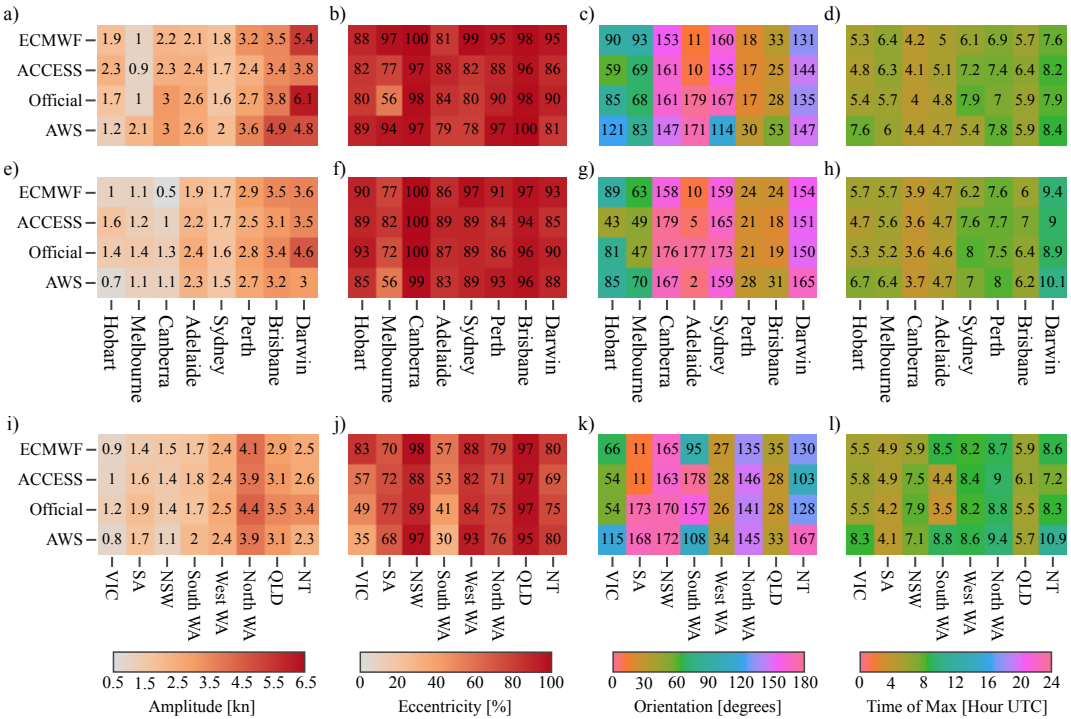 a) b) c) d)
ECMWF 1.9 1 2.2 2.1 1.8 3.2 3.5 5.4 88 97 100 81 99 95 98 95 90 93 153 11 160 18 33 131 5.3 6.4 4.2 5 6.1 6.9 5.7 7.6
ACCESS 2.3 0.9 2.3 2.4 1.7 2.4 3.4 3.8 82 77 97 88 88 88 96 86 59 69 161 10 155 17 25 144 4.8 6.3 4.1 5.1 7.2 7.4 6.4 8.2
Official 1.7 1 3 2.6 1.6 2.7 3.8 6.1 80 56 98 84 80 90 98 90 85 68 161 179 167 17 28 135 5.4 5.7 4 4.8 7.9 7 5.9 7.9
AWS 1.2 2.1 3 2.6 2 3.6 4.9 4.8 89 94 97 79 78 97 100 81 121 83 147 171 114 30 53 147 7.6 6 4.4 4.7 5.4 7.8 5.9 8.4
e) f) g) h)
ECMWF 1 1.1 0.5 1.9 1.7 2.9 3.5 3.6 90 77 100 86 97 91 97 93 89 63 158 10 159 24 24 154 5.7 5.7 3.9 4.7 6.2 7.6 6 9.4
ACCESS 1.6 1.2 1 2.2 1.7 2.5 3.1 3.5 89 82 100 89 89 84 94 85 43 49 179 5 165 21 18 151 4.7 5.6 3.6 4.7 7.6 7.7 7 9
Official 1.4 1.4 1.3 2.4 1.6 2.8 3.4 4.6 93 72 100 87 89 86 96 90 81 47 176 177 173 21 19 150 5.3 5.2 3.6 4.6 8 7.5 6.5 8.9
AWS 0.7 1.1 1.1 2.3 1.5 2.7 3.2 3 85 56 99 83 89 93 96 88 85 70 167 2 159 28 31 165 6.7 6.4 3.7 4.7 7 8 6.2 10.1
Hobart Melbourne Canberra Adelaide Sydney Perth Brisbane Darwin Hobart Melbourne Canberra Adelaide Sydney Perth Brisbane Darwin Hobart Melbourne Canberra Adelaide Sydney Perth Brisbane Darwin Hobart Melbourne Canberra Adelaide Sydney Perth Brisbane Darwin
i) j) k) l)
ECMWF 0.9 1.4 1.5 1.7 2.4 4.1 2.9 2.5 83 70 98 57 88 79 97 80 66 11 165 95 27 135 35 130 5.5 4.9 5.9 8.5 8.2 8.7 5.9 8.6
ACCESS 1 1.6 1.4 1.8 2.4 3.9 3.1 2.6 57 72 88 53 82 71 97 69 54 11 163 178 28 146 28 103 5.8 4.9 7.5 4.4 8.4 9 6.1 7.2
Official 1.2 1.9 1.4 1.7 2.5 4.4 3.5 3.4 49 77 89 41 84 75 97 75 54 173 170 157 26 141 28 128 5.5 4.2 7.9 3.5 8.2 8.8 5.5 8.3
AWS 0.8 1.7 1.1 2 2.4 3.9 3.1 2.3 35 68 97 30 93 76 95 80 115 168 172 108 34 145 33 167 8.3 4.1 7.1 8.8 8.6 9.4 5.7 10.9
VIC SA NSW South WA West WA North WA QLD NT VIC SA NSW South WA West WA North WA QLD NT VIC SA NSW South WA West WA North WA QLD NT VIC SA NSW South WA West WA North WA QLD NT
0.5 1.5 2.5 3.5 4.5 5.5 6.5 0 20 40 60 80 100 0 30 60 90 120 150 180 0 4 8 12 16 20 24
Amplitude [kn] Eccentricity [%] Orientation [degrees] Time of Max [Hour UTC]